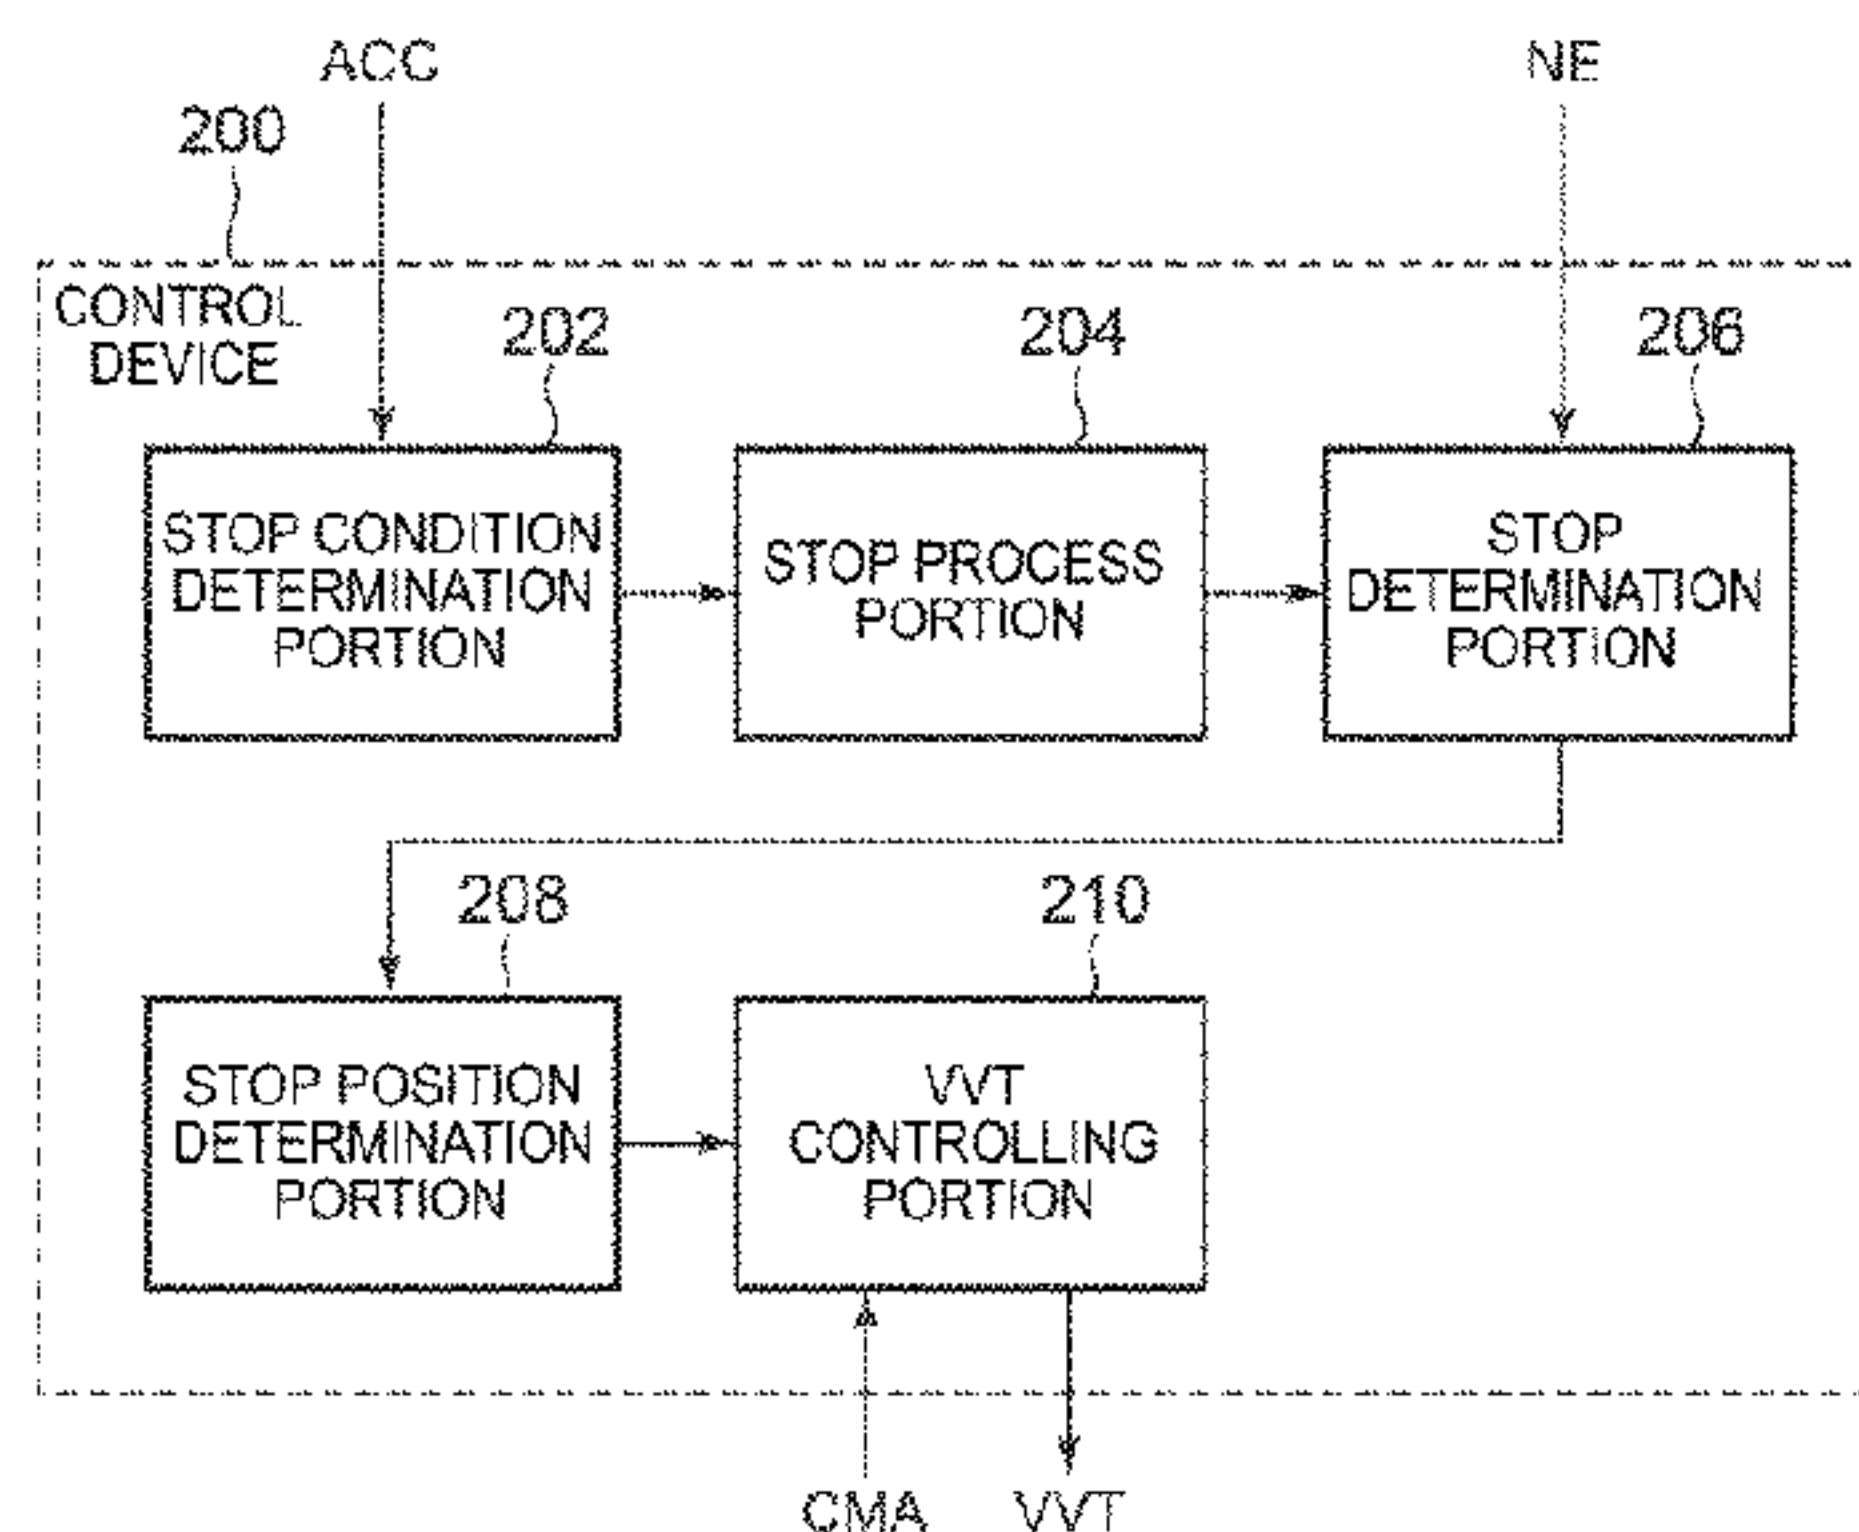 ACC
NE
200
CONTROL
DEVICE
202
204
206
STOP CONDITION
DETERMINATION
PORTION
STOP PROCESS
PORTION
STOP
DETERMINATION
PORTION
208
210
STOP POSITION
DETERMINATION
PORTION
VVT
CONTROLLING
PORTION
CMA
VVT